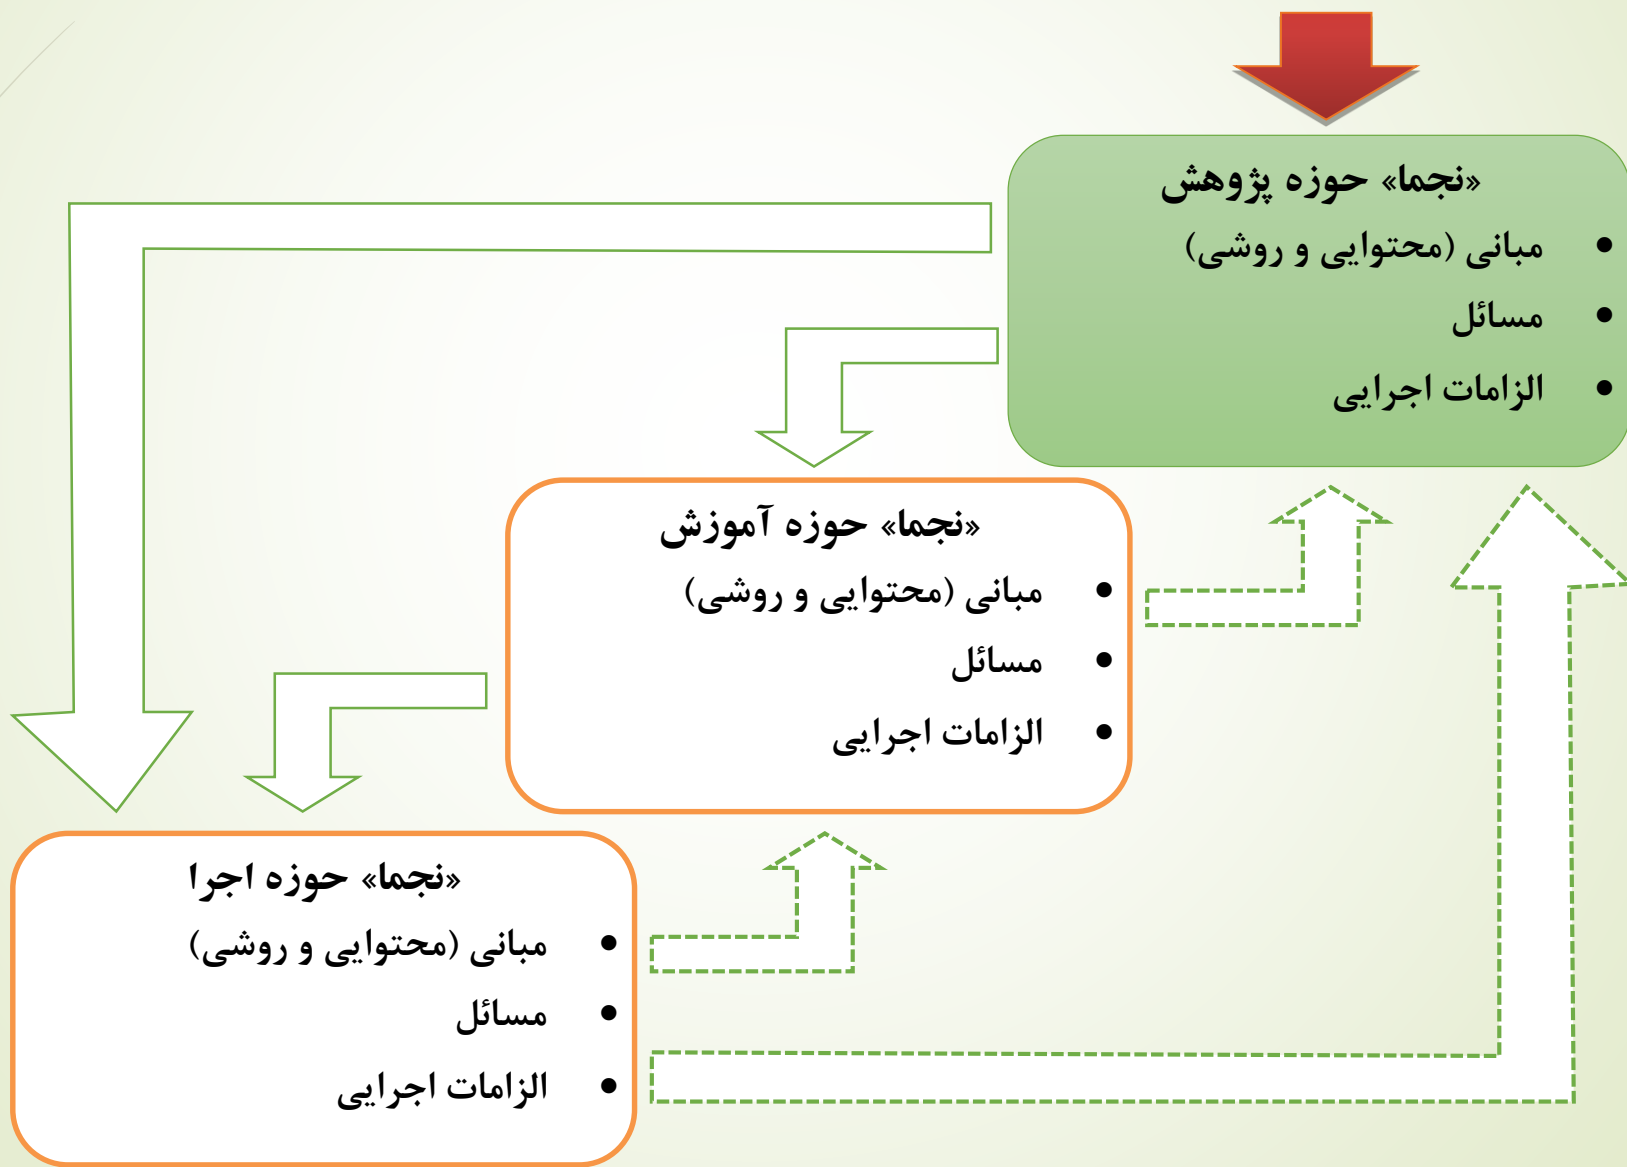 «نجما» حوزه پژوهش
• مبانی (محتوایی و روشی)
• مسائل
• الزامات اجرایی
«نجما» حوزه آموزش
• مبانی (محتوایی و روشی)
• مسائل
• الزامات اجرایی
«نجما» حوزه اجرا
• مبانی (محتوایی و روشی)
• مسائل
• الزامات اجرایی